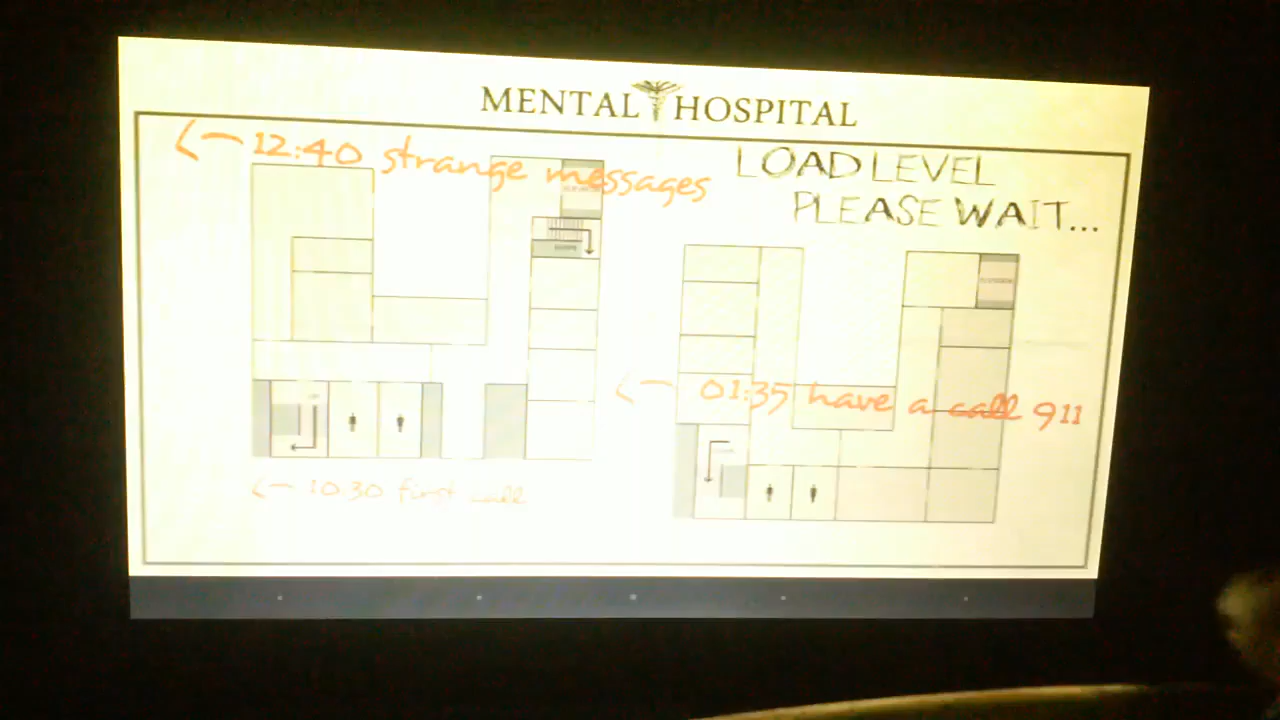 MENTAL HOSPITAL
12:40 strange messages
LOAD LEVEL
PLEASE WAIT...
01:35 have a call 911
10:30 first call